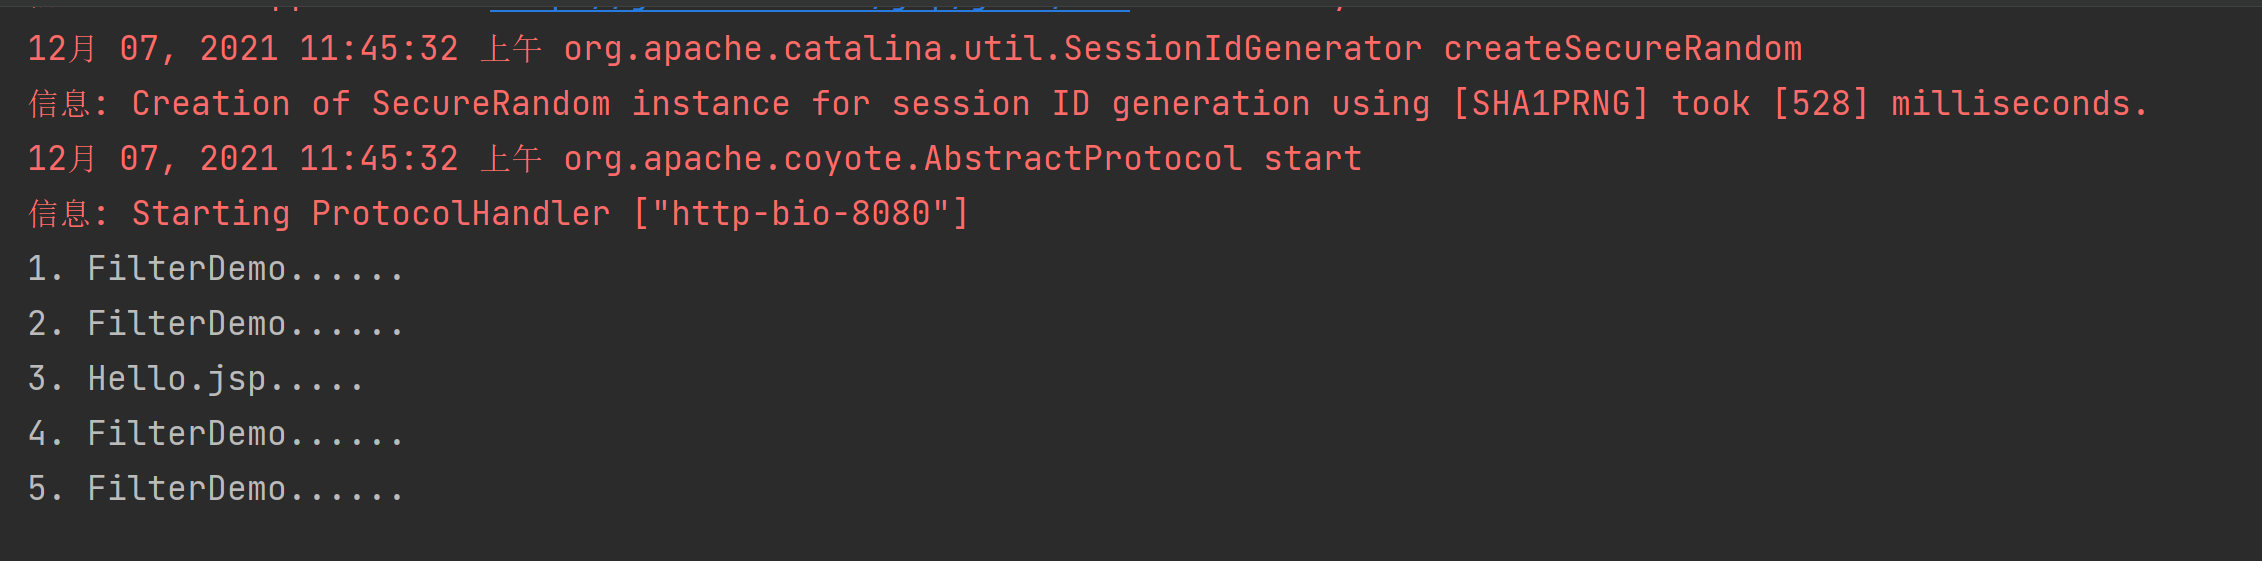 12月 07, 2021 11:45:32 上午 org.apache.catalina.util.SessionIdGenerator createSecureRandom
信息: Creation of SecureRandom instance for session ID generation using [SHA1PRNG] took [528] milliseconds.
12月 07, 2021 11:45:32 上午 org.apache.coyote.AbstractProtocol start
信息: Starting ProtocolHandler ["http-bio-8080"]
1. FilterDemo......
2. FilterDemo......
3. Hello.jsp.....
4. FilterDemo......
5. FilterDemo......